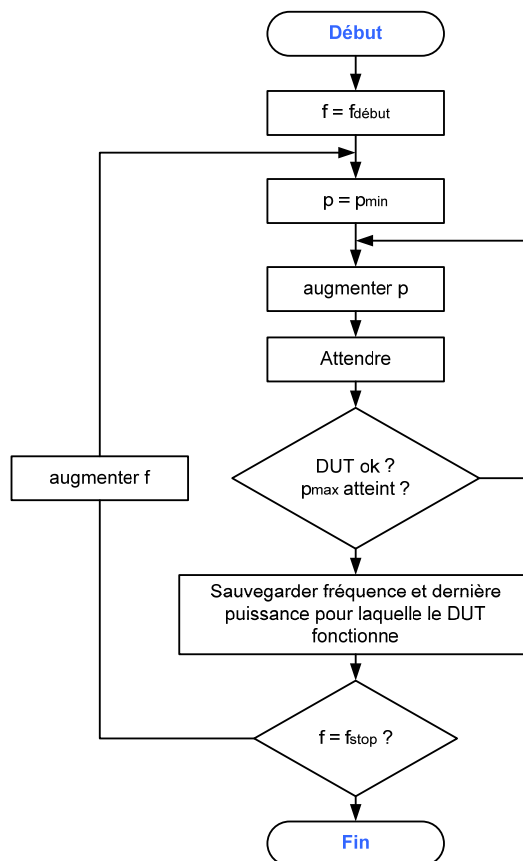 Début
f = fdébut
p = pmin
augmenter p
Attendre
DUT ok ?
pmax atteint ?
augmenter f
Sauvegarder fréquence et dernière
puissance pour laquelle le DUT
fonctionne
f = fstop ?
Fin